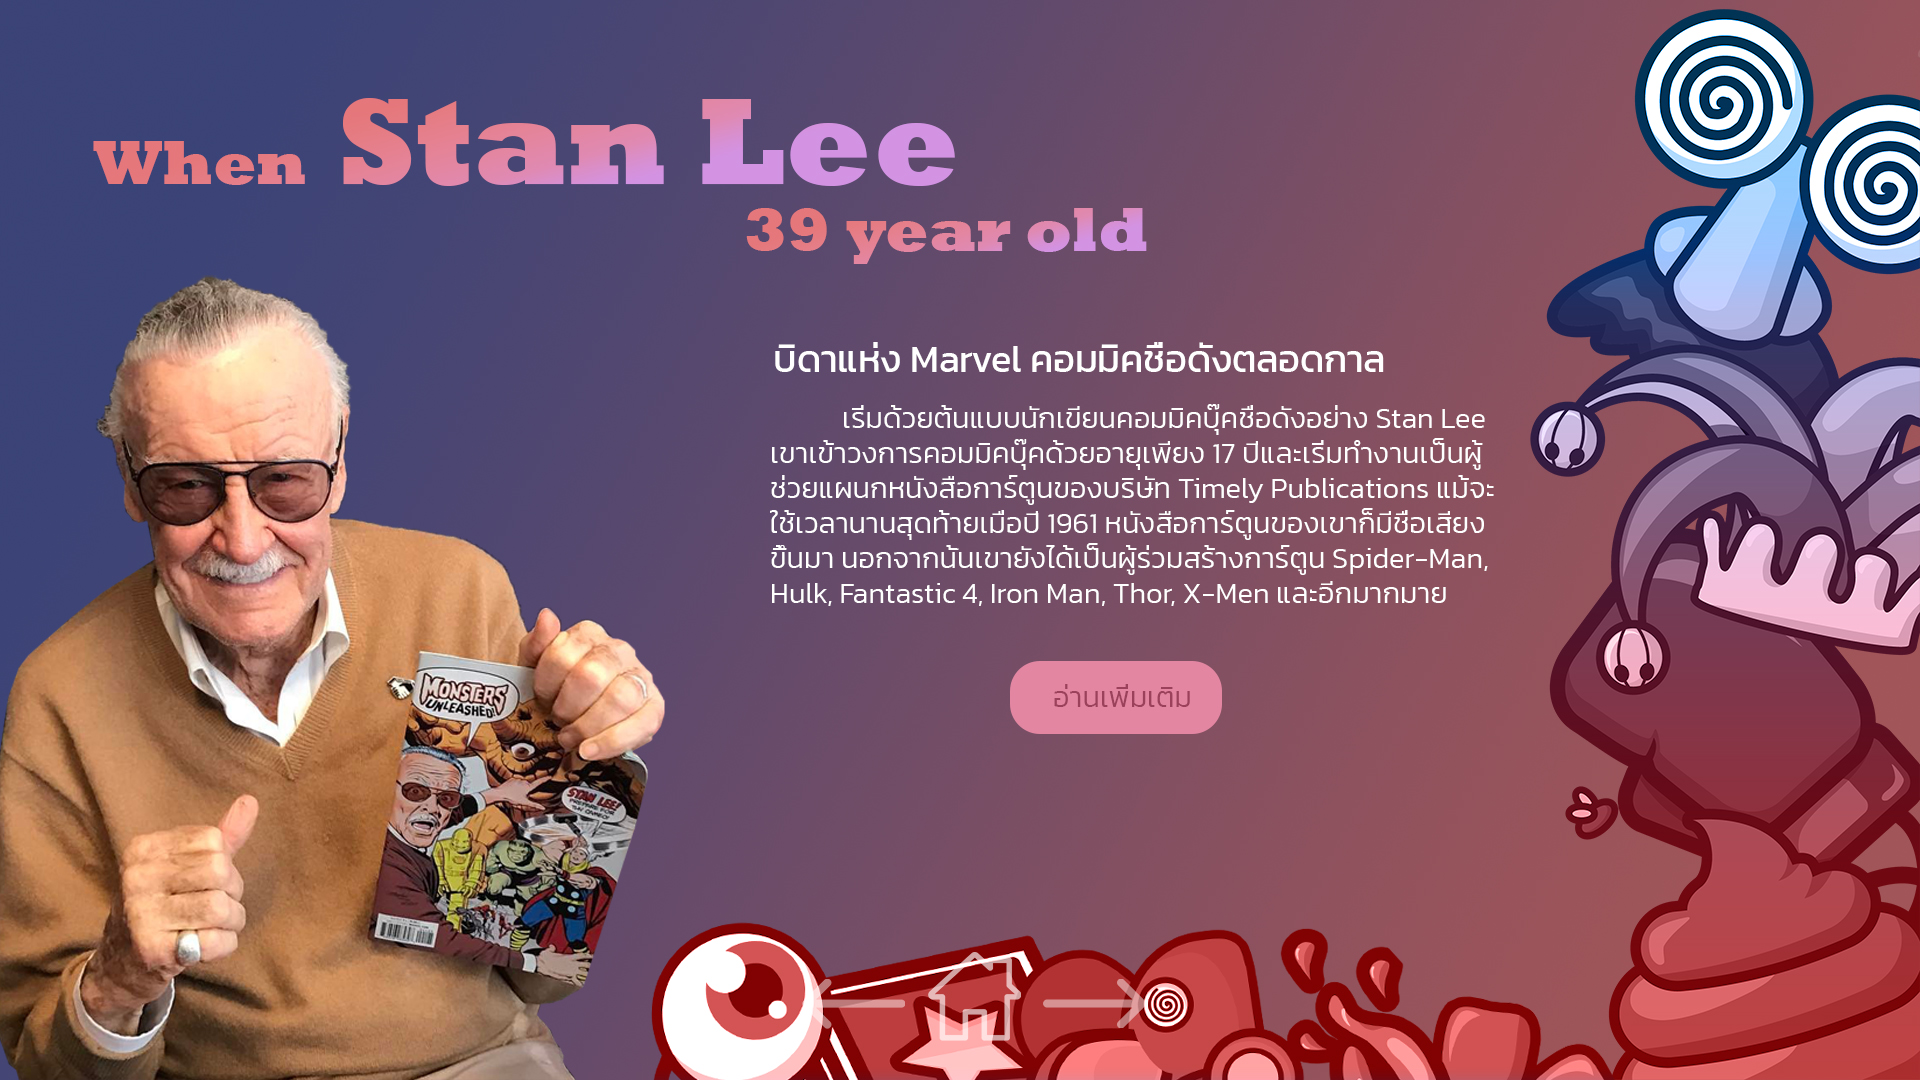 When Stan Lee
39 year old
บิดาแห่ง Marvel คอมมิคชื่อดังตลอดกาล
เริ่มด้วยต้นแบบนักเขียนคอมมิคบุ๊คชื่อดังอย่าง Stan Lee
เขาเข้าวงการคอมมิคบุ๊คด้วยอายุเพียง 17 ปีและเริ่มทำงานเป็นผู้
ช่วยแผนกหนังสือการ์ตูนของบริษัท Timely Publications แม้จะ
ใช้เวลานานสุดท้ายเมื่อปี 1961 หนังสือการ์ตูนของเขาก็มีชื่อเสียง
ขึ้นมา นอกจากนั้นเขายังได้เป็นผู้ร่วมสร้างการ์ตูน Spider-Man,
Hulk, Fantastic 4, Iron Man, Thor, X-Men และอีกมากมาย
อ่านเพิ่มเติม
MONSTERS
UNLEASHED!
STAN LEE!